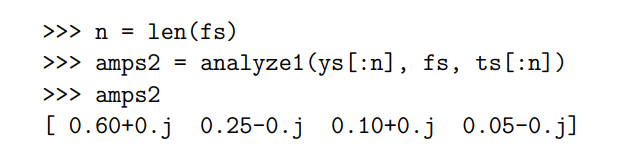 >>> n = len(fs)
>>> amps2 = analyze1(ys[:n], fs, ts[:n])
>>> amps2
[ 0.60+0.j  0.25-0.j  0.10+0.j  0.05-0.j]